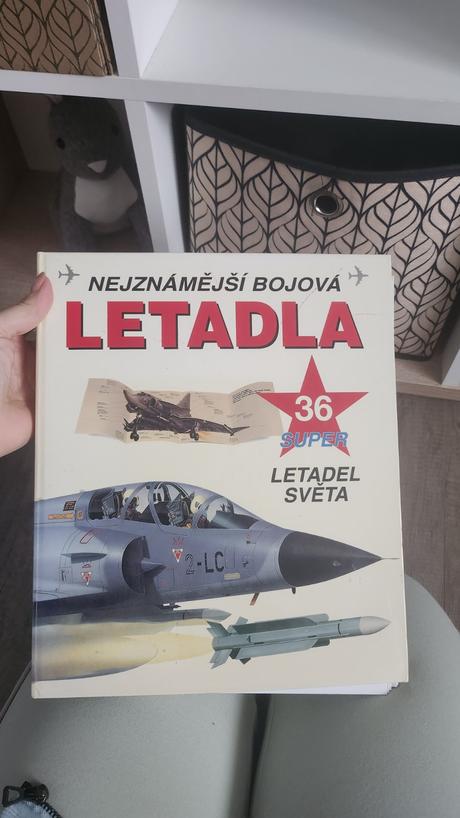 NEJZNÁMĚJŠÍ BOJOVÁ
LETADLA
36
SUPER
LETADEL
SVĚTA
2-LC